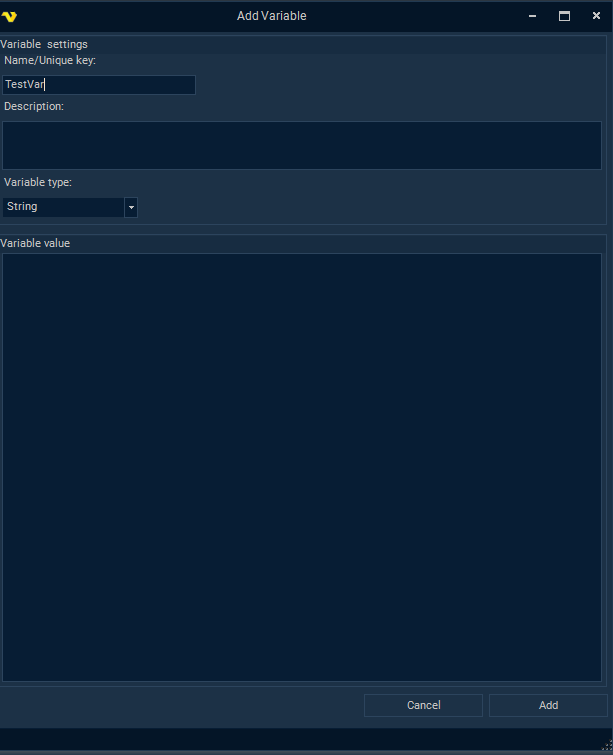 Add Variable
Variable settings
Name/Unique key:
TestVar
Description:
Variable type:
String
Variable value
Cancel Add